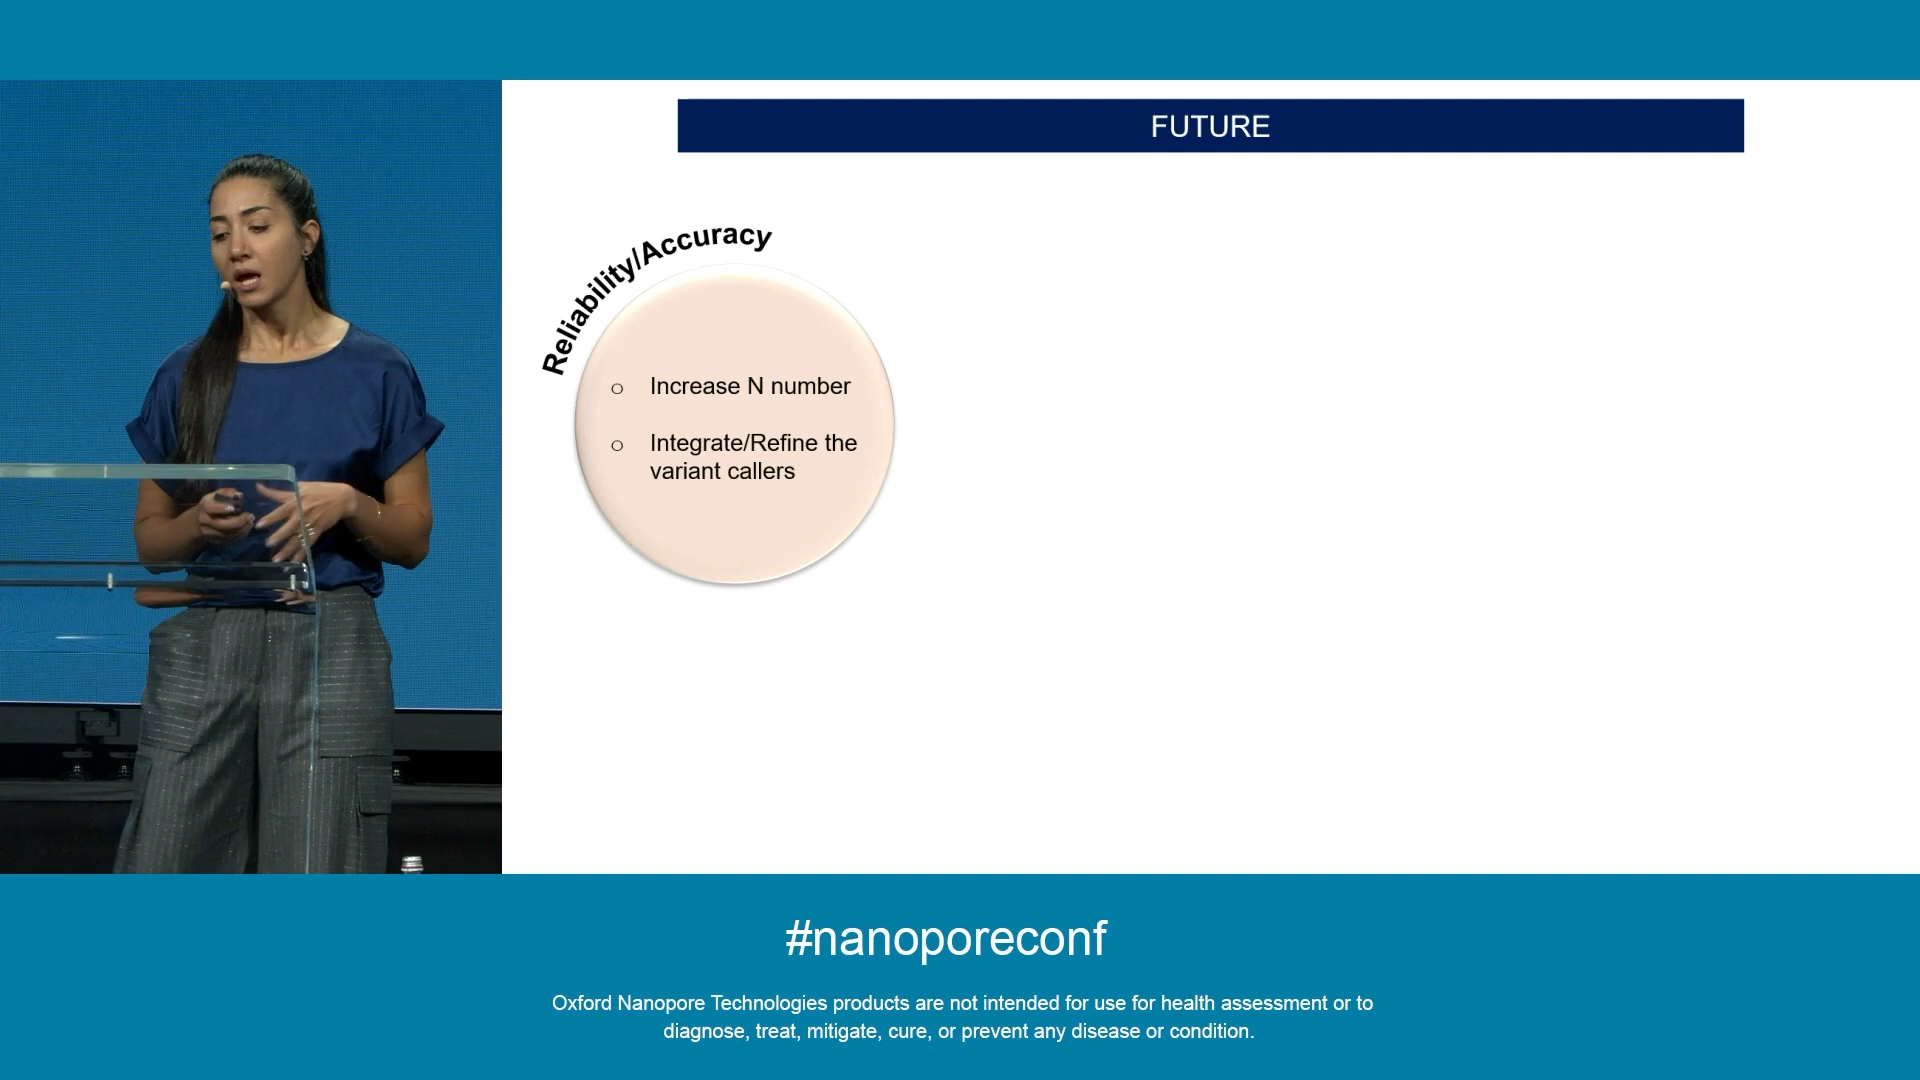 FUTURE
Reliability/Accuracy
o Increase N number
o Integrate/Refine the
variant callers
#nanoporeconf
Oxford Nanopore Technologies products are not intended for use for health assessment or to
diagnose, treat, mitigate, cure, or prevent any disease or condition.